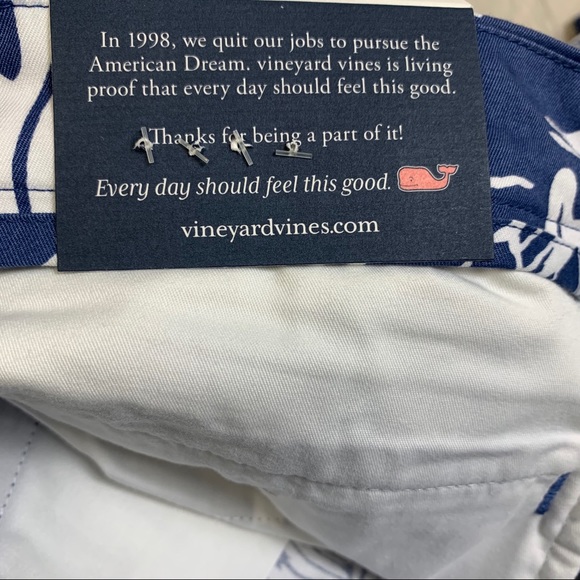 In 1998, we quit our jobs to pursue the
American Dream. vineyard vines is living
proof that every day should feel this good.
Thanks for being a part of it!
Every day should feel this good.
vineyardvines.com